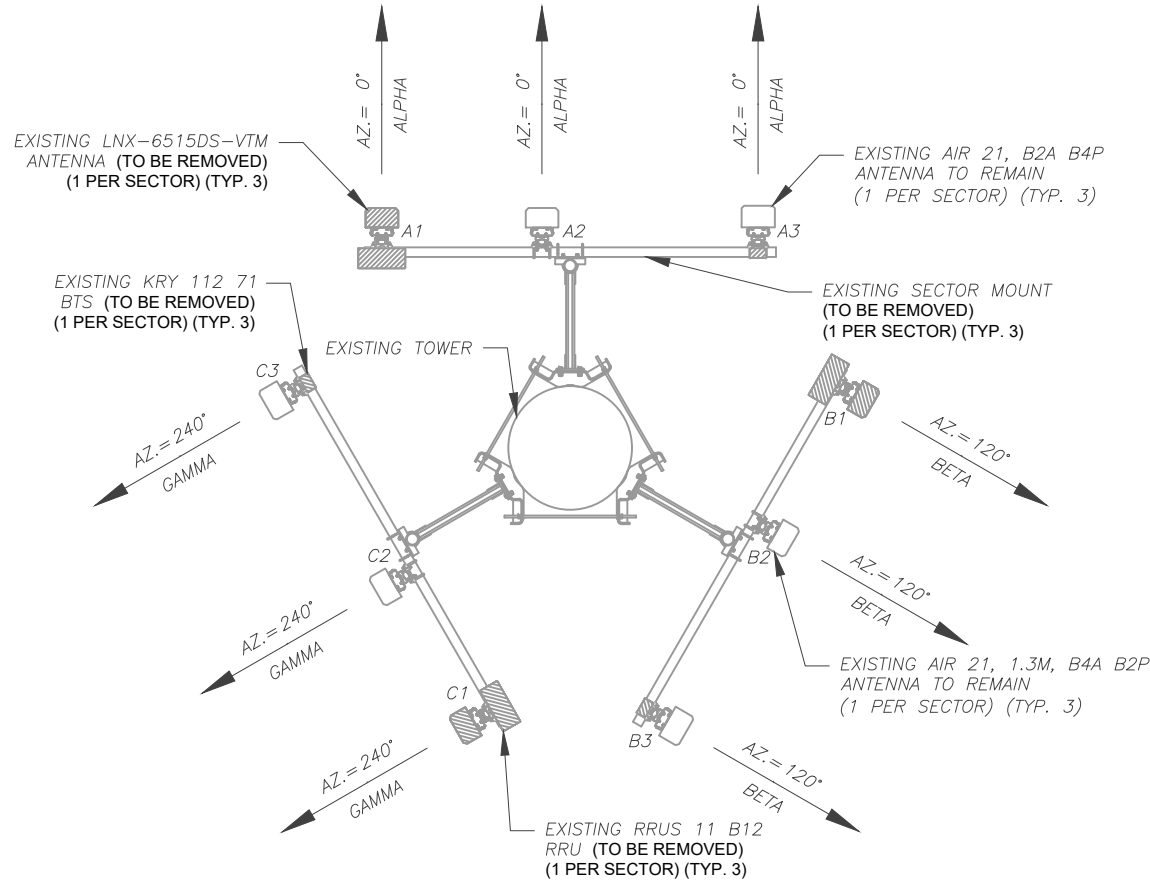 AZ.= 0°
ALPHA
AZ.= 0°
ALPHA
AZ.= 0°
ALPHA
EXISTING LNX-6515DS-VTM
ANTENNA (TO BE REMOVED)
(1 PER SECTOR) (TYP. 3)
EXISTING AIR 21, B2A B4P
ANTENNA TO REMAIN
(1 PER SECTOR) (TYP. 3)
A1
A2
A3
EXISTING KRY 112 71
BTS (TO BE REMOVED)
(1 PER SECTOR) (TYP. 3)
EXISTING SECTOR MOUNT
(TO BE REMOVED)
(1 PER SECTOR) (TYP. 3)
EXISTING TOWER
C3
B1
AZ.= 240°
GAMMA
AZ.= 120°
BETA
C2
B2
AZ.= 240°
GAMMA
AZ.= 120°
BETA
EXISTING AIR 21, 1.3M, B4A B2P
ANTENNA TO REMAIN
(1 PER SECTOR) (TYP. 3)
C1
B3
AZ.= 240°
GAMMA
AZ.= 120°
BETA
EXISTING RRUS 11 B12
RRU (TO BE REMOVED)
(1 PER SECTOR) (TYP. 3)